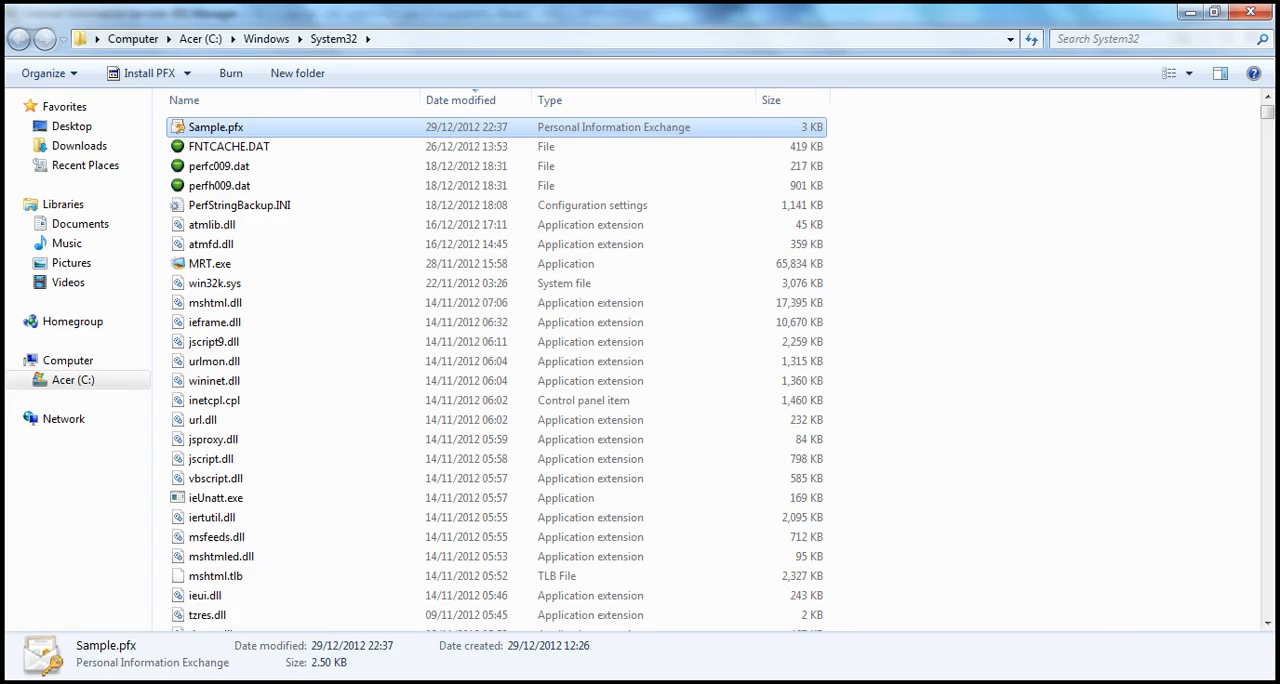 Computer Acer (C:) Windows System32 Search System32
Organize Install PFX Burn New folder
Name Date modified Type Size
Favorites
Desktop
Downloads
Recent Places
Libraries
Documents
Music
Pictures
Videos
Homegroup
Computer
Acer (C:)
Network
Sample.pfx 29/12/2012 22:37 Personal Information Exchange 3 KB
FNTCACHE.DAT 26/12/2012 13:53 File 419 KB
perfc009.dat 18/12/2012 18:31 File 217 KB
perfh009.dat 18/12/2012 18:31 File 901 KB
PerfStringBackup.INI 18/12/2012 18:08 Configuration settings 1,141 KB
atmlib.dll 16/12/2012 17:11 Application extension 45 KB
atmfd.dll 16/12/2012 14:45 Application extension 359 KB
MRT.exe 28/11/2012 15:58 Application 65,834 KB
win32k.sys 22/11/2012 03:26 System file 3,076 KB
mshtml.dll 14/11/2012 07:06 Application extension 17,395 KB
ieframe.dll 14/11/2012 06:32 Application extension 10,670 KB
jscript9.dll 14/11/2012 06:11 Application extension 2,259 KB
urlmon.dll 14/11/2012 06:04 Application extension 1,315 KB
wininet.dll 14/11/2012 06:04 Application extension 1,360 KB
inetcpl.cpl 14/11/2012 06:02 Control panel item 1,460 KB
url.dll 14/11/2012 06:02 Application extension 232 KB
jsproxy.dll 14/11/2012 05:59 Application extension 84 KB
jscript.dll 14/11/2012 05:58 Application extension 798 KB
vbscript.dll 14/11/2012 05:57 Application extension 585 KB
ieUnatt.exe 14/11/2012 05:57 Application 169 KB
iertutil.dll 14/11/2012 05:55 Application extension 2,095 KB
msfeeds.dll 14/11/2012 05:55 Application extension 712 KB
mshtmled.dll 14/11/2012 05:53 Application extension 95 KB
mshtml.tlb 14/11/2012 05:52 TLB File 2,327 KB
ieui.dll 14/11/2012 05:46 Application extension 243 KB
tzres.dll 09/11/2012 05:45 Application extension 2 KB
Sample.pfx Date modified: 29/12/2012 22:37 Date created: 29/12/2012 12:26
Personal Information Exchange Size: 2.50 KB